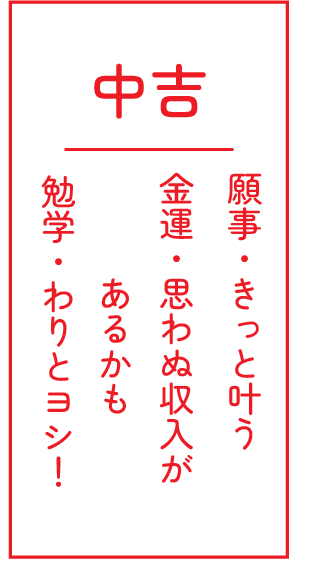 中吉
願事・きっと叶う
金運・思わぬ収入が
あるかも
勉学・わりとヨシ！